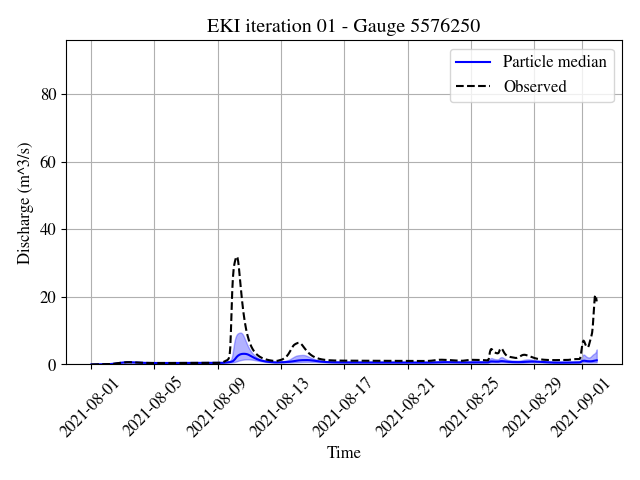 EKI iteration 01 - Gauge 5576250
Particle median
Observed
Discharge (m^3/s)
80
60
40
20
0
2021-08-01
2021-08-05
2021-08-09
2021-08-13
2021-08-17
2021-08-21
2021-08-25
2021-08-29
2021-09-01
Time